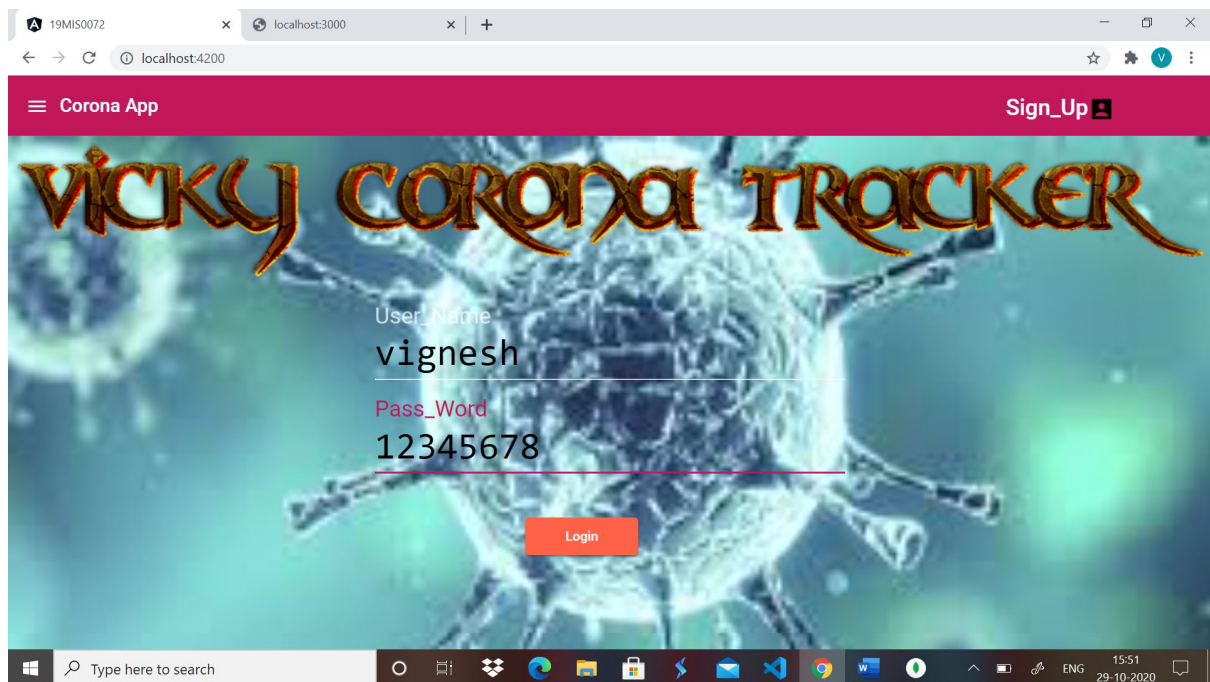 19MIS0072
localhost:3000
localhost:4200
V
Corona App
Sign_Up
VICKY CORONA TRACKER
User_Name
vignesh
Pass_Word
12345678
Login
Type here to search
W
ENG
15:51
29-10-2020